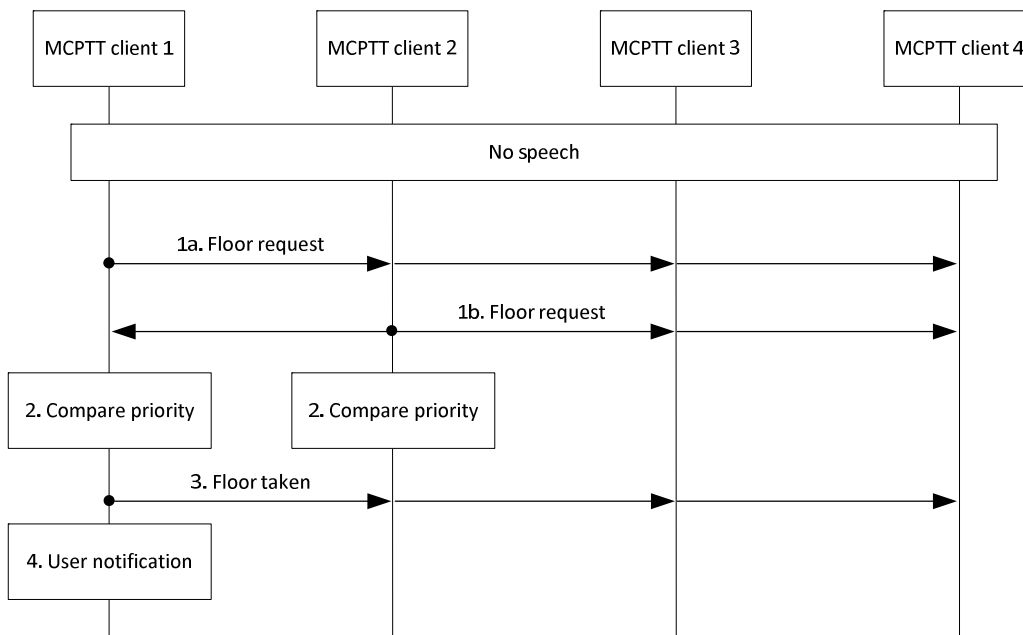 MCPTT client 1
MCPTT client 2
MCPTT client 3
MCPTT client 4
No speech
1a. Floor request
1b. Floor request
2. Compare priority
2. Compare priority
3. Floor taken
4. User notification